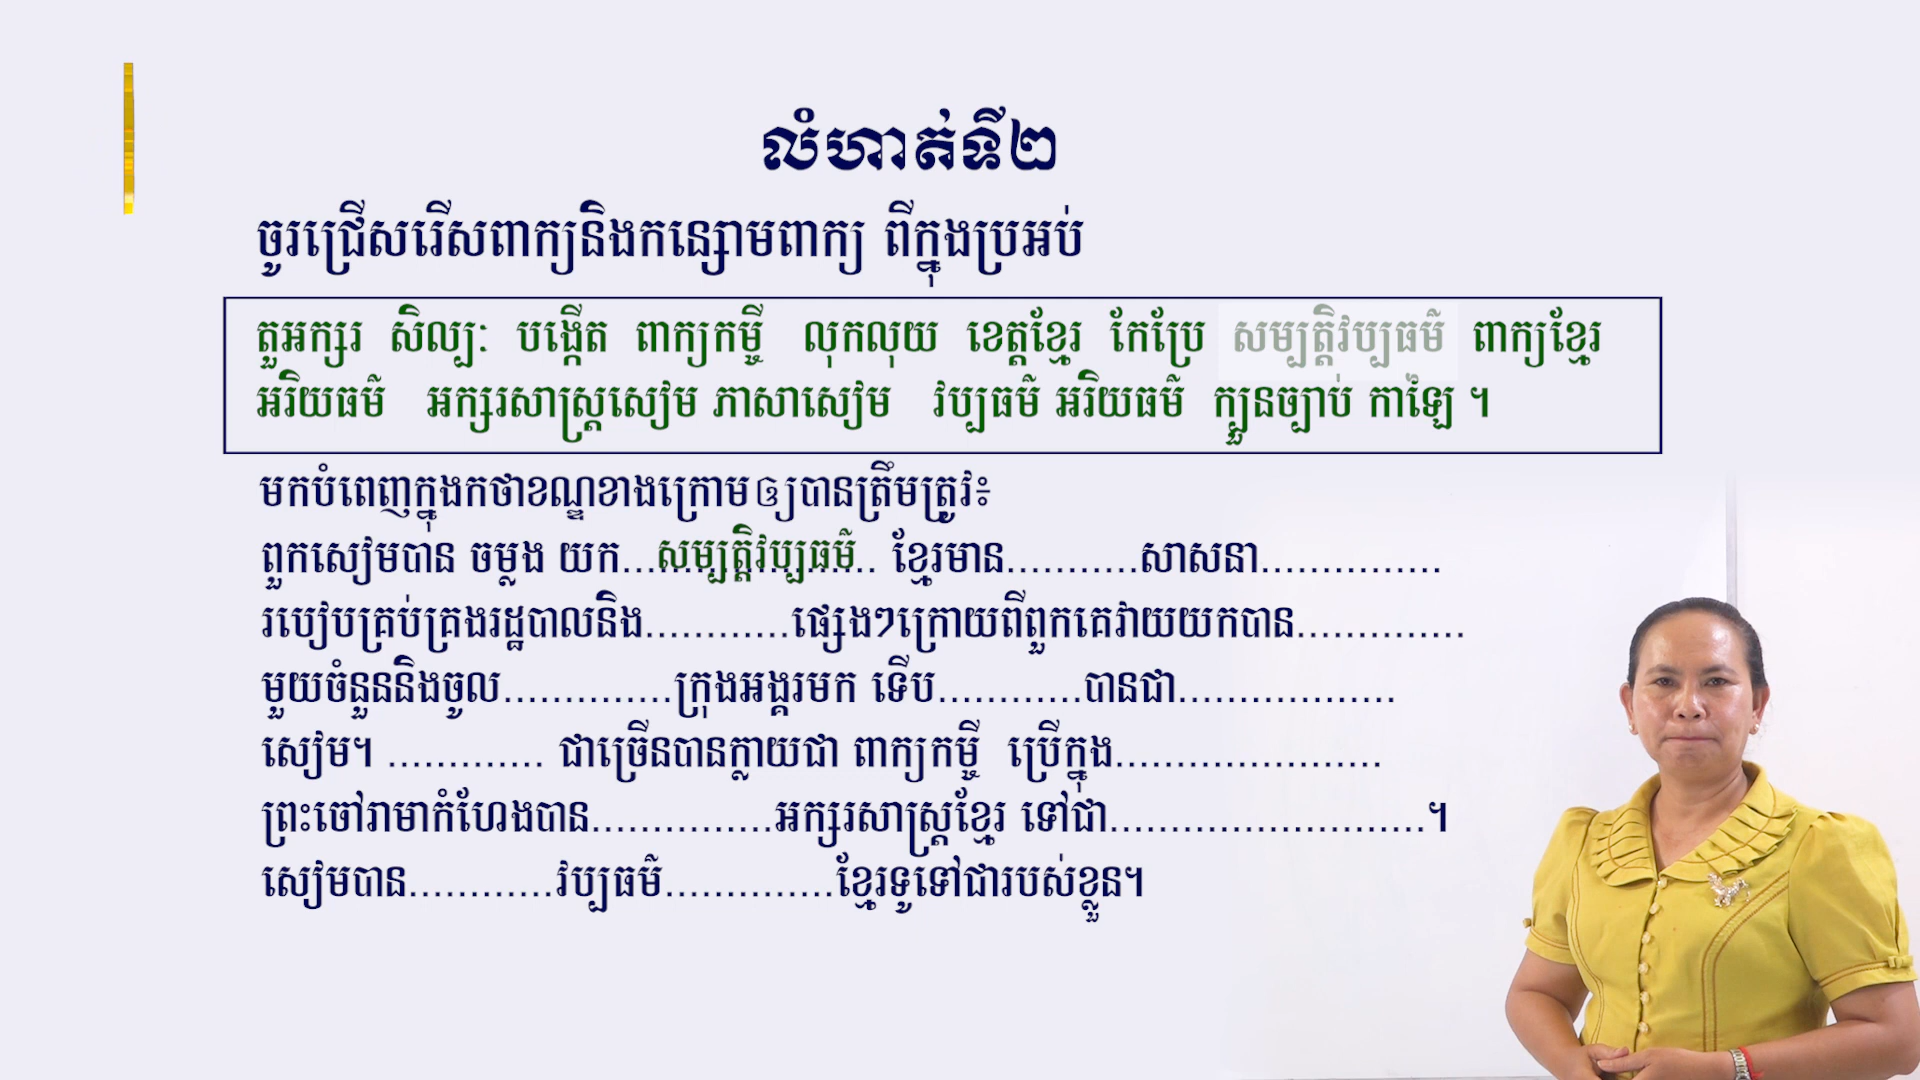 លំហាត់ទី២
ចូរជ្រើសរើសពាក្យនិងកន្សោមពាក្យ ពីក្នុងប្រអប់
តួអក្សរ សិល្បៈ បង្កើត ពាក្យកម្ចី លុកលុយ ខេត្តខ្មែរ កែប្រែ សម្បត្តិវប្បធម៌ ពាក្យខ្មែរ
អរិយធម៌ អក្សរសាស្ត្រសៀម ភាសាសៀម វប្បធម៌ អរិយធម៌ ក្បួនច្បាប់ កាឡៃ ។
មកបំពេញក្នុងកថាខណ្ឌខាងក្រោមឲ្យបានត្រឹមត្រូវ៖
ពួកសៀមបាន ចម្លង យក...សម្បត្តិវប្បធម៌.. ខ្មែរមាន...........សាសនា...............
របៀបគ្រប់គ្រងរដ្ឋបាលនិង............ផ្សេងៗក្រោយពីពួកគេវាយយកបាន..............
មួយចំនួននិងចូល..............ក្រុងអង្គរមក ទើប............បានជា..................
សៀម។ ............. ជាច្រើនបានក្លាយជា ពាក្យកម្ចី ប្រើក្នុង......................
ព្រះចៅរាមាកំហែងបាន...............អក្សរសាស្ត្រខ្មែរ ទៅជា..........................។
សៀមបាន............វប្បធម៌..............ខ្មែរទូទៅជារបស់ខ្លួន។